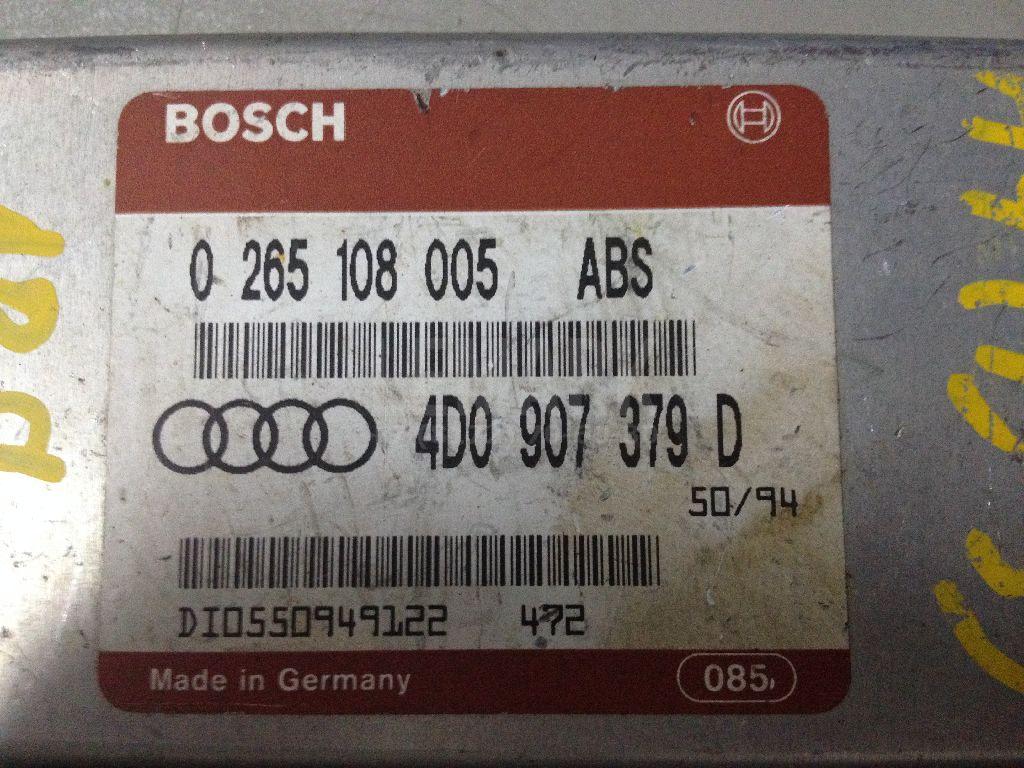 BOSCH
0 265 108 005 ABS
4D0 907 379 D
50/94
DI0550949122 472
Made in Germany 085